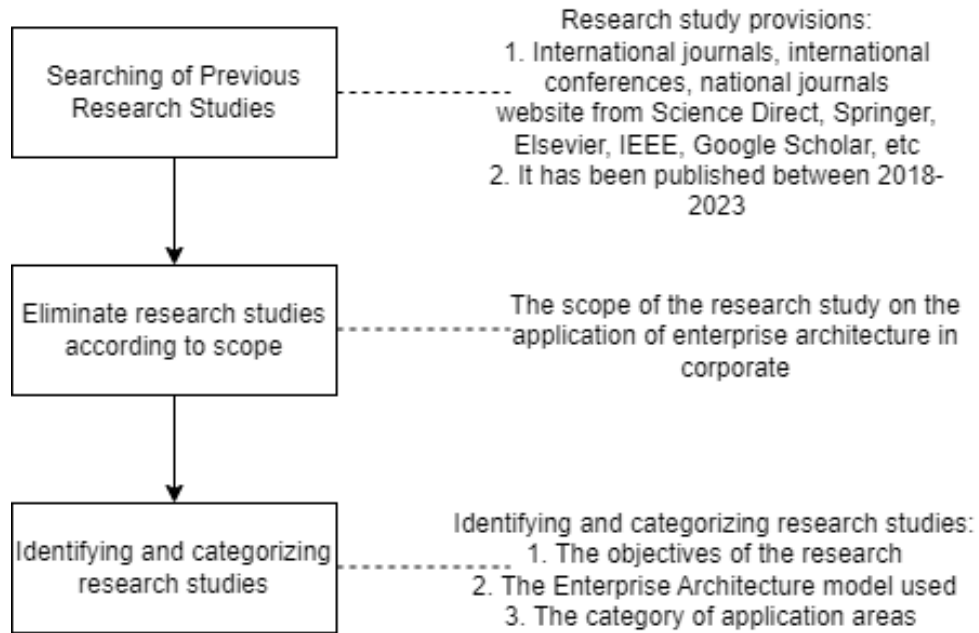 Searching of Previous
Research Studies
Research study provisions:
1. International journals, international
conferences, national journals
website from Science Direct, Springer,
Elsevier, IEEE, Google Scholar, etc
2. It has been published between 2018-
2023
Eliminate research studies
according to scope
The scope of the research study on the
application of enterprise architecture in
corporate
Identifying and categorizing
research studies
Identifying and categorizing research studies:
1. The objectives of the research
2. The Enterprise Architecture model used
3. The category of application areas